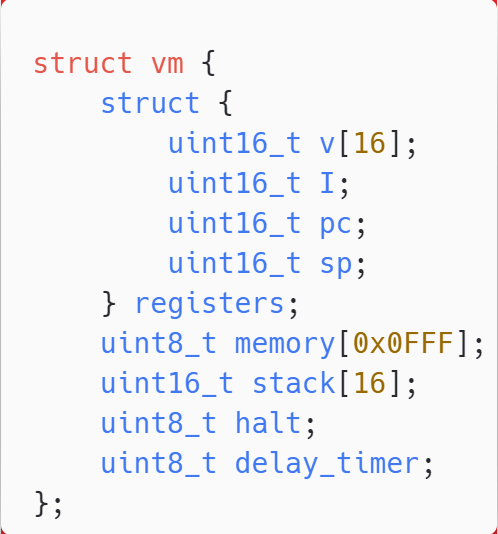 struct vm {
    struct {
        uint16_t v[16];
        uint16_t I;
        uint16_t pc;
        uint16_t sp;
    } registers;
    uint8_t memory[0x0FFF];
    uint16_t stack[16];
    uint8_t halt;
    uint8_t delay_timer;
};